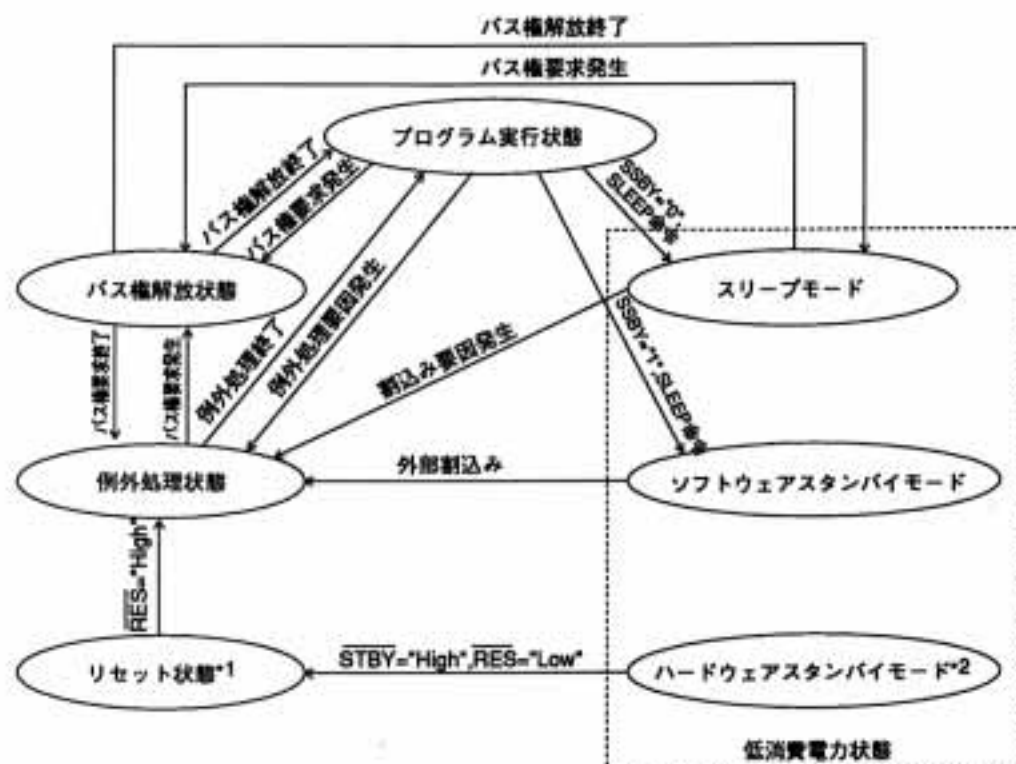 バス権解放終了
バス権要求発生
プログラム実行状態
バス権解放終了
バス権要求発生
SSBY="0",
SLEEP命令
バス権解放状態
スリープモード
例外処理終了
例外処理要因発生
SSBY="1",SLEEP命令
割込み要因発生
バス権要求終了
バス権要求発生
例外処理状態
外部割込み
ソフトウェアスタンバイモード
RES="High"
リセット状態*1
STBY="High",RES="Low"
ハードウェアスタンバイモード*2
低消費電力状態